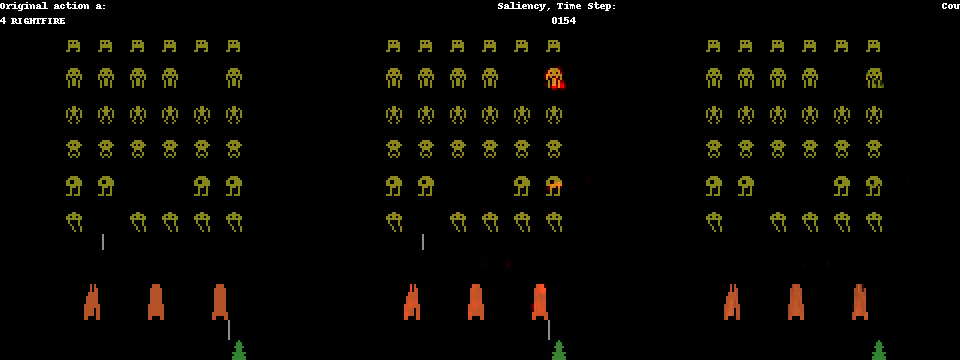 Original action a:
4 RIGHTFIRE
Saliency, Time Step:
0154
Cou